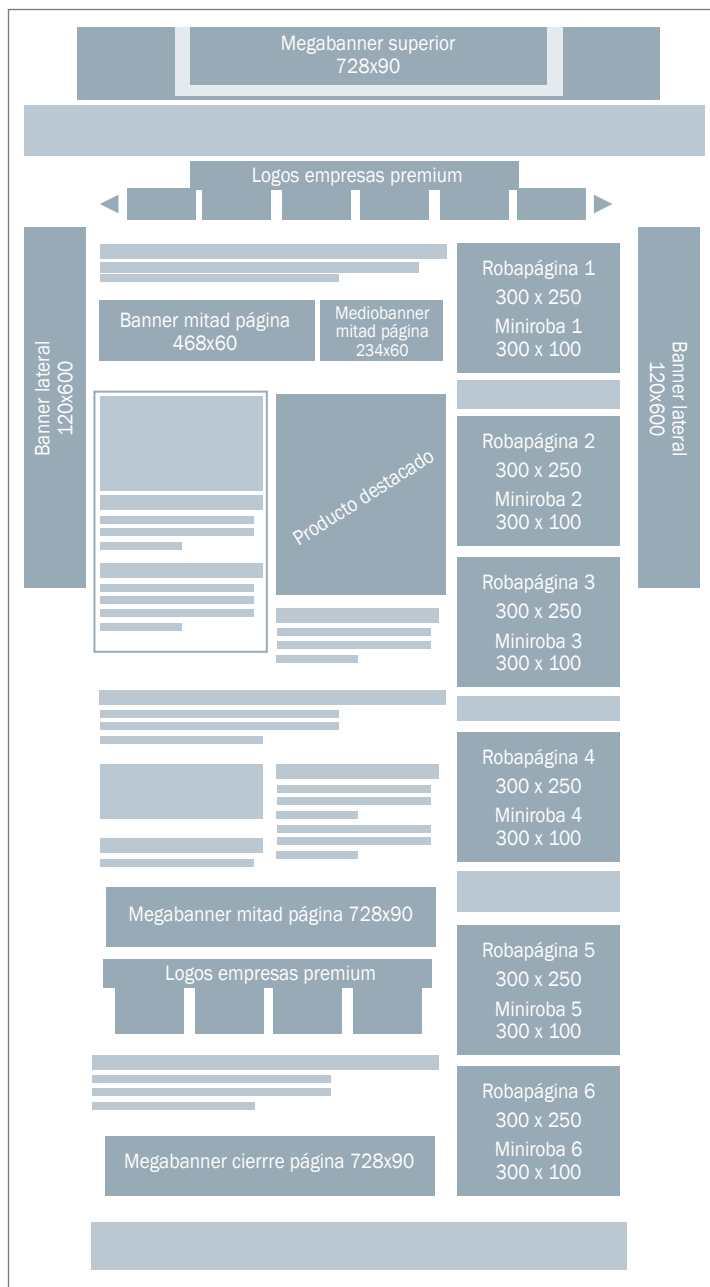 Megabanner superior
728x90
Logos empresas premium
Banner lateral
120x600
Banner mitad página
468x60
Mediobanner
mitad página
234x60
Producto destacado
Megabanner mitad página 728x90
Logos empresas premium
Megabanner cierrre página 728x90
Robapágina 1
300 x 250
Miniroba 1
300 x 100
Robapágina 2
300 x 250
Miniroba 2
300 x 100
Robapágina 3
300 x 250
Miniroba 3
300 x 100
Robapágina 4
300 x 250
Miniroba 4
300 x 100
Robapágina 5
300 x 250
Miniroba 5
300 x 100
Robapágina 6
300 x 250
Miniroba 6
300 x 100
Banner lateral
120x600